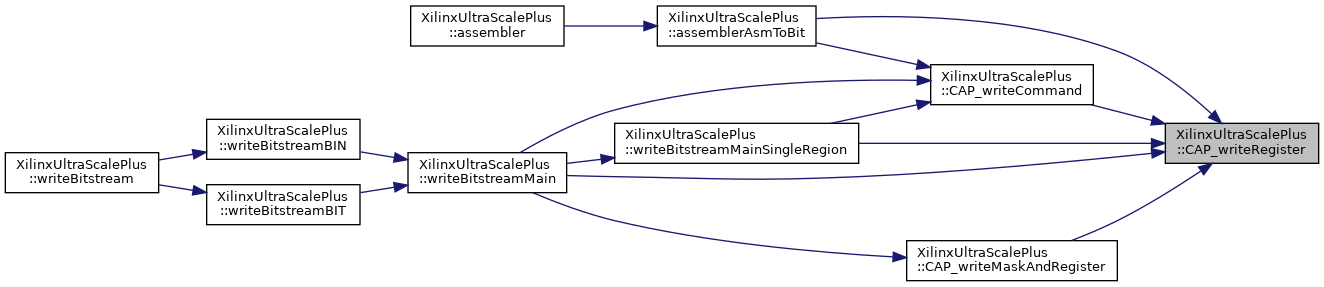 XilinxUltraScalePlus
::assembler
XilinxUltraScalePlus
::assemblerAsmToBit
XilinxUltraScalePlus
::CAP_writeCommand
XilinxUltraScalePlus
::writeBitstreamBIN
XilinxUltraScalePlus
::writeBitstreamMainSingleRegion
XilinxUltraScalePlus
::CAP_writeRegister
XilinxUltraScalePlus
::writeBitstream
XilinxUltraScalePlus
::writeBitstreamMain
XilinxUltraScalePlus
::writeBitstreamBIT
XilinxUltraScalePlus
::CAP_writeMaskAndRegister